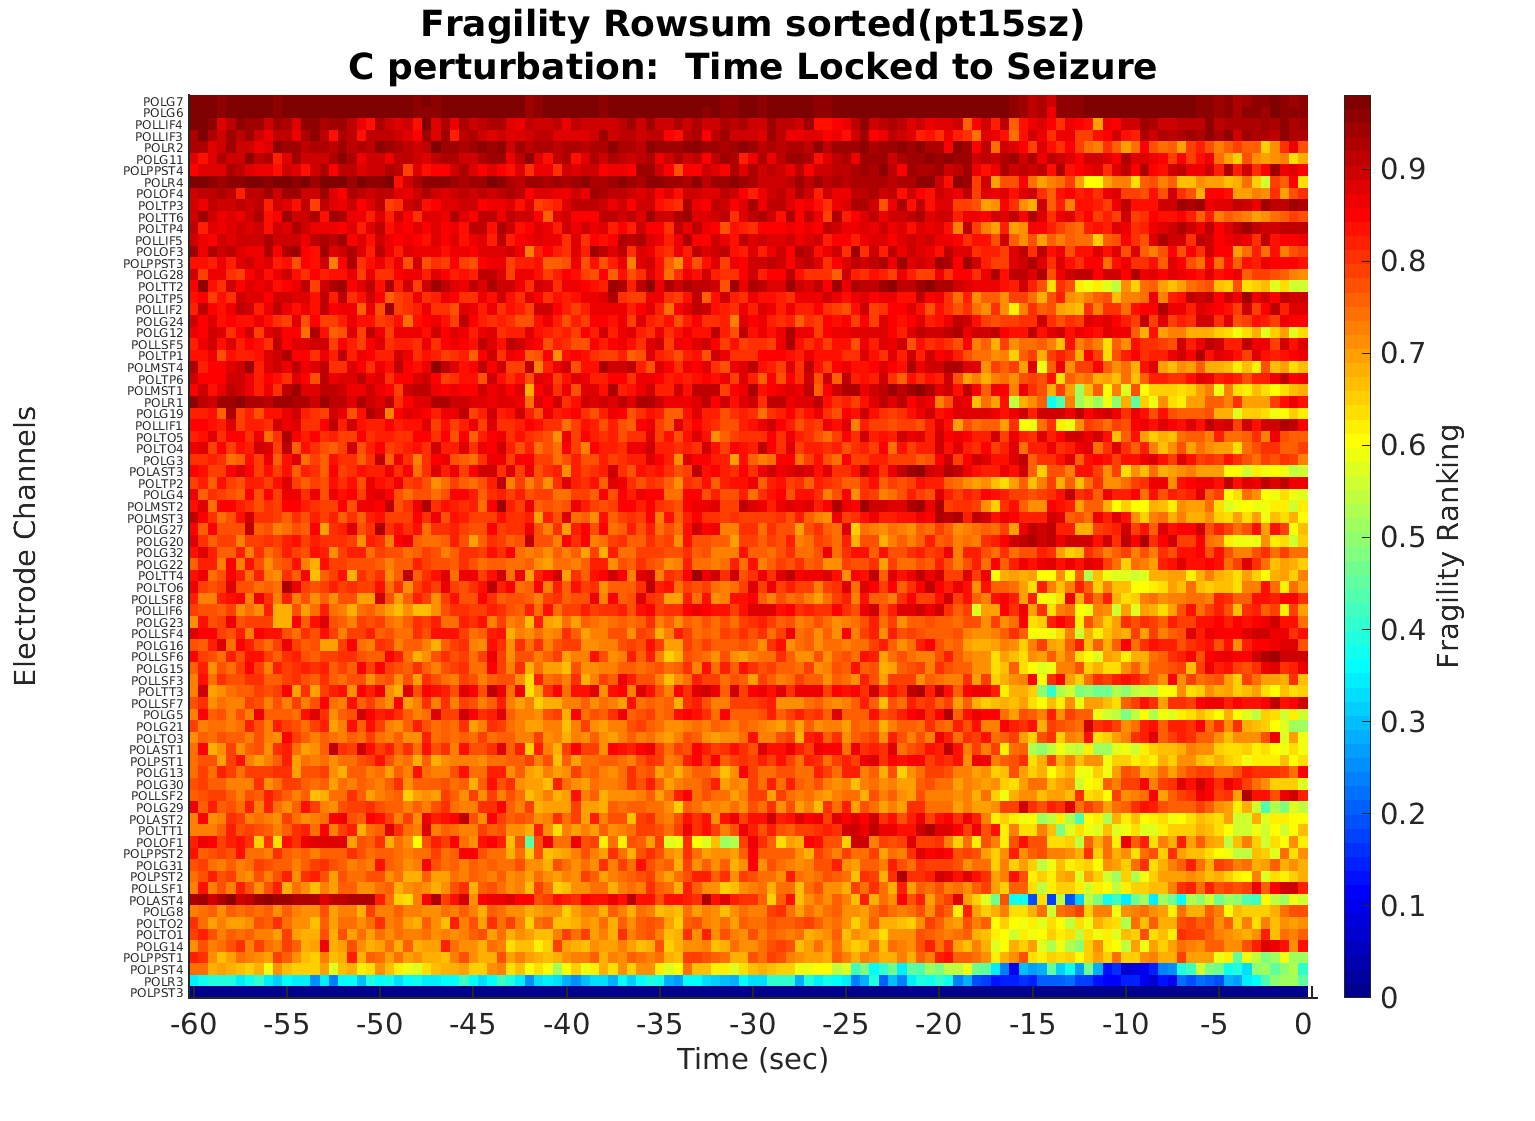 Fragility Rowsum sorted(pt15sz)
C perturbation:  Time Locked to Seizure
Electrode Channels
POLG7
POLG6
POLLIF4
POLLIF3
POLR2
POLG11
POLPPST4
POLR4
POLOF4
POLTP3
POLTT6
POLTP4
POLLIF5
POLOF3
POLPPST3
POLG28
POLTT2
POLTP5
POLLIF2
POLG24
POLG12
POLLSF5
POLTP1
POLMST4
POLTP6
POLMST1
POLR1
POLG19
POLLIF1
POLTO5
POLTO4
POLG3
POLAST3
POLTP2
POLG4
POLMST2
POLMST3
POLG27
POLG20
POLG32
POLG22
POLTT4
POLTO6
POLLSF8
POLLIF6
POLG23
POLLSF4
POLG16
POLLSF6
POLG15
POLLSF3
POLTT3
POLLSF7
POLG5
POLG21
POLTO3
POLAST1
POLPST1
POLG13
POLG30
POLLSF2
POLG29
POLAST2
POLTT1
POLOF1
POLPPST2
POLG31
POLPST2
POLLSF1
POLAST4
POLG8
POLTO2
POLTO1
POLG14
POLPPST1
POLPST4
POLR3
POLPST3
-60 -55 -50 -45 -40 -35 -30 -25 -20 -15 -10 -5 0
Time (sec)
0.9
0.8
0.7
0.6
0.5
0.4
0.3
0.2
0.1
0
Fragility Ranking